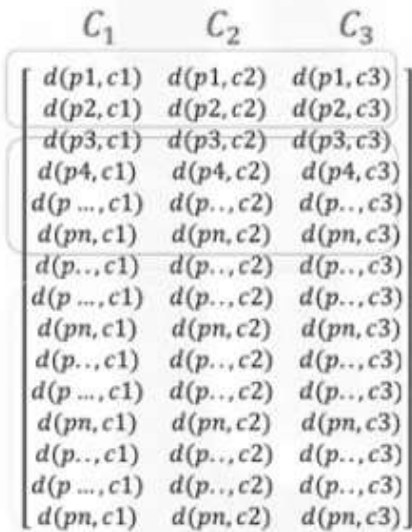 C1 C2 C3
d(p1,c1) d(p1,c2) d(p1,c3)
d(p2,c1) d(p2,c2) d(p2,c3)
d(p3,c1) d(p3,c2) d(p3,c3)
d(p4,c1) d(p4,c2) d(p4,c3)
d(p ...,c1) d(p..,c2) d(p..,c3)
d(pn,c1) d(pn,c2) d(pn,c3)
d(p..,c1) d(p..,c2) d(p..,c3)
d(p ...,c1) d(p..,c2) d(p..,c3)
d(pn,c1) d(pn,c2) d(pn,c3)
d(p..,c1) d(p..,c2) d(p..,c3)
d(p ...,c1) d(p..,c2) d(p..,c3)
d(pn,c1) d(pn,c2) d(pn,c3)
d(p..,c1) d(p..,c2) d(p..,c3)
d(p ...,c1) d(p..,c2) d(p..,c3)
d(pn,c1) d(pn,c2) d(pn,c3)